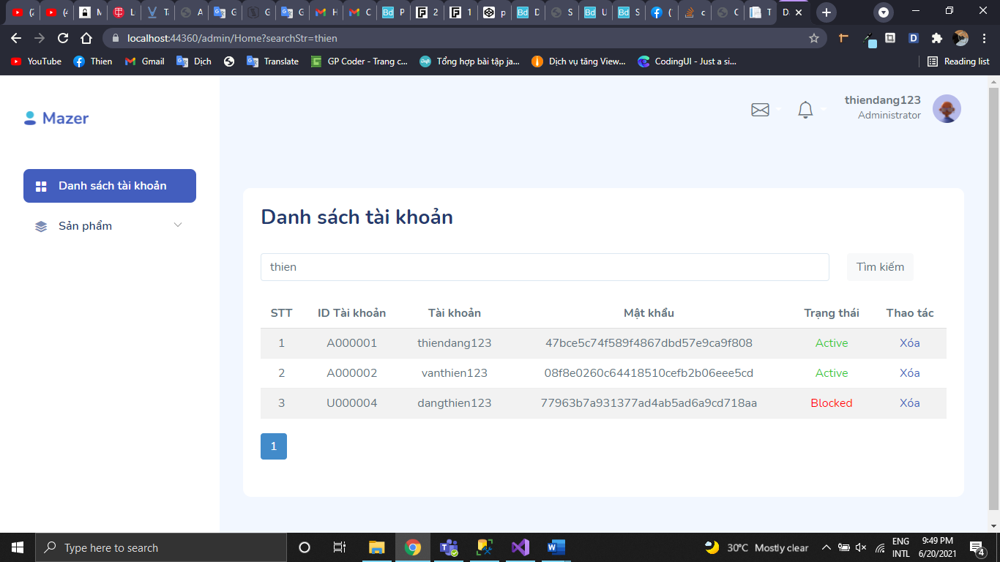 localhost:44360/admin/Home?searchStr=thien
YouTube Thien Gmail Dịch Translate GP Coder - Trang c... Tổng hợp bài tập ja... Dịch vụ tăng View... CodingUI - Just a si... Reading list
Mazer
thiendang123
Administrator
Danh sách tài khoản
Sản phẩm
Danh sách tài khoản
thien Tìm kiếm
STT ID Tài khoản Tài khoản Mật khẩu Trạng thái Thao tác
1 A000001 thiendang123 47bce5c74f589f4867dbd57e9ca9f808 Active Xóa
2 A000002 vanthien123 08f8e0260c64418510cefb2b06eee5cd Active Xóa
3 U000004 dangthien123 77963b7a931377ad4ab5ad6a9cd718aa Blocked Xóa
1
Type here to search 30°C Mostly clear ENG 9:49 PM
INTL 6/20/2021 4